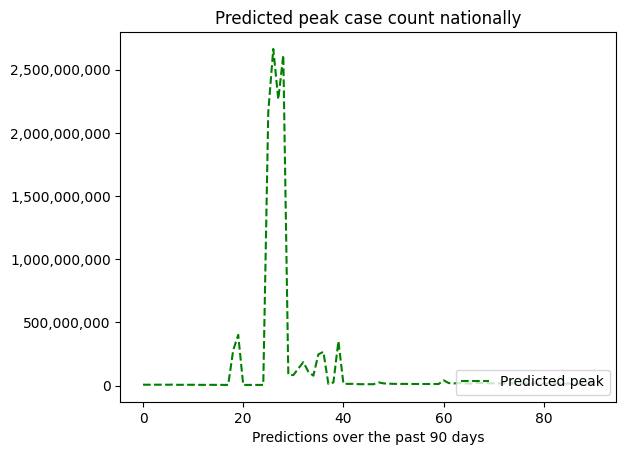 Predicted peak case count nationally
2,500,000,000
2,000,000,000
1,500,000,000
1,000,000,000
500,000,000
0
Predicted peak
0 20 40 60 80
Predictions over the past 90 days